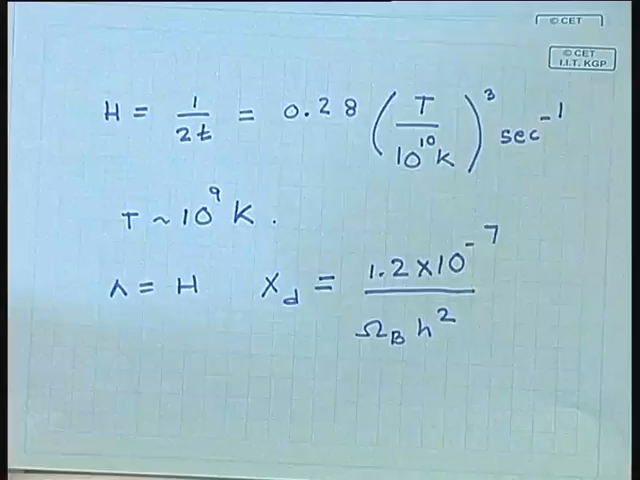 © CET
© CET
I.I.T. KGP
H = 1/2t = 0.28 (T/10^10 K)^3 sec^-1
T ~ 10^9 K.
Λ = H   X_d = 1.2×10^-7/Ω_B h^2